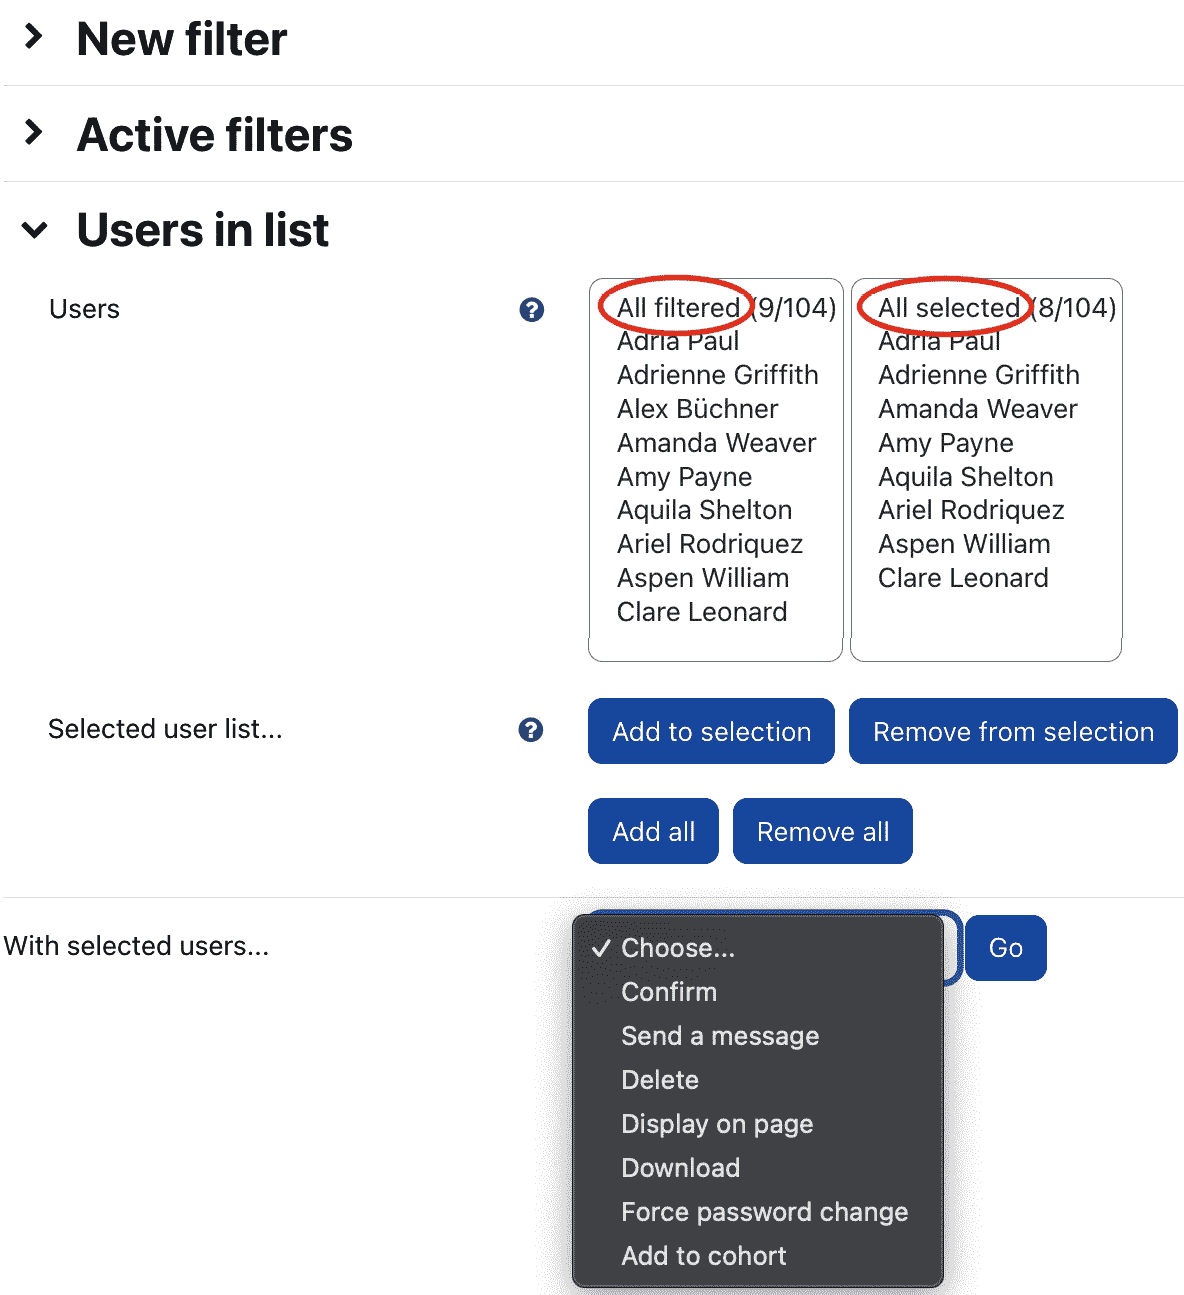 New filter
Active filters
Users in list
Users
All filtered (9/104)
Adria Paul
Adrienne Griffith
Alex Büchner
Amanda Weaver
Amy Payne
Aquila Shelton
Ariel Rodriquez
Aspen William
Clare Leonard
All selected (8/104)
Adria Paul
Adrienne Griffith
Amanda Weaver
Amy Payne
Aquila Shelton
Ariel Rodriquez
Aspen William
Clare Leonard
Selected user list...
Add to selection
Remove from selection
Add all
Remove all
With selected users...
✓ Choose...
Confirm
Send a message
Delete
Display on page
Download
Force password change
Add to cohort
Go